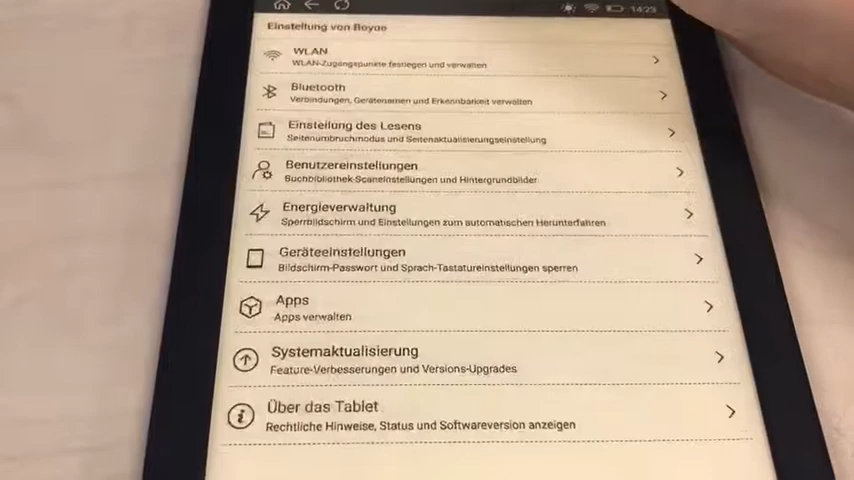 14:23
Einstellung von Boyue
WLAN
WLAN-Zugangspunkte festlegen und verwalten
Bluetooth
Verbindungen, Gerätenamen und Erkennbarkeit verwalten
Einstellung des Lesens
Seitenumbruchmodus und Seitenaktualisierungseinstellung
Benutzereinstellungen
Buchbibliothek-Scaneinstellungen und Hintergrundbilder
Energieverwaltung
Sperrbildschirm und Einstellungen zum automatischen Herunterfahren
Geräteeinstellungen
Bildschirm-Passwort und Sprach-Tastatureinstellungen sperren
Apps
Apps verwalten
Systemaktualisierung
Feature-Verbesserungen und Versions-Upgrades
Über das Tablet
Rechtliche Hinweise, Status und Softwareversion anzeigen